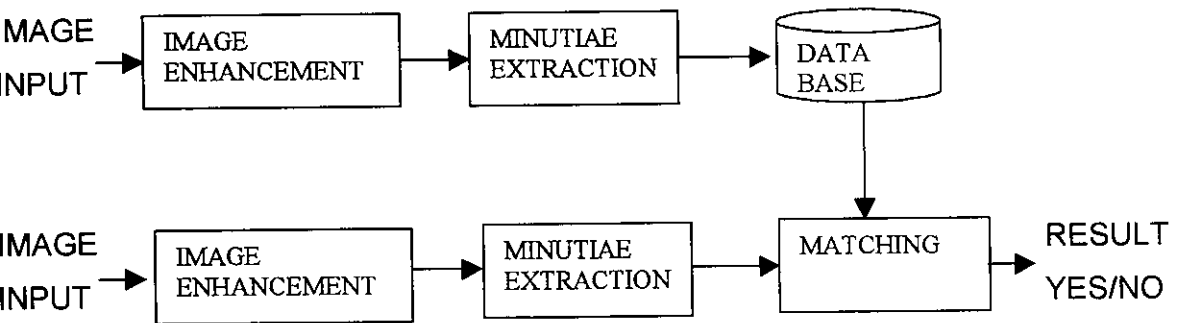 IMAGE
INPUT
IMAGE
ENHANCEMENT
MINUTIAE
EXTRACTION
DATA
BASE
IMAGE
INPUT
IMAGE
ENHANCEMENT
MINUTIAE
EXTRACTION
MATCHING
RESULT
YES/NO